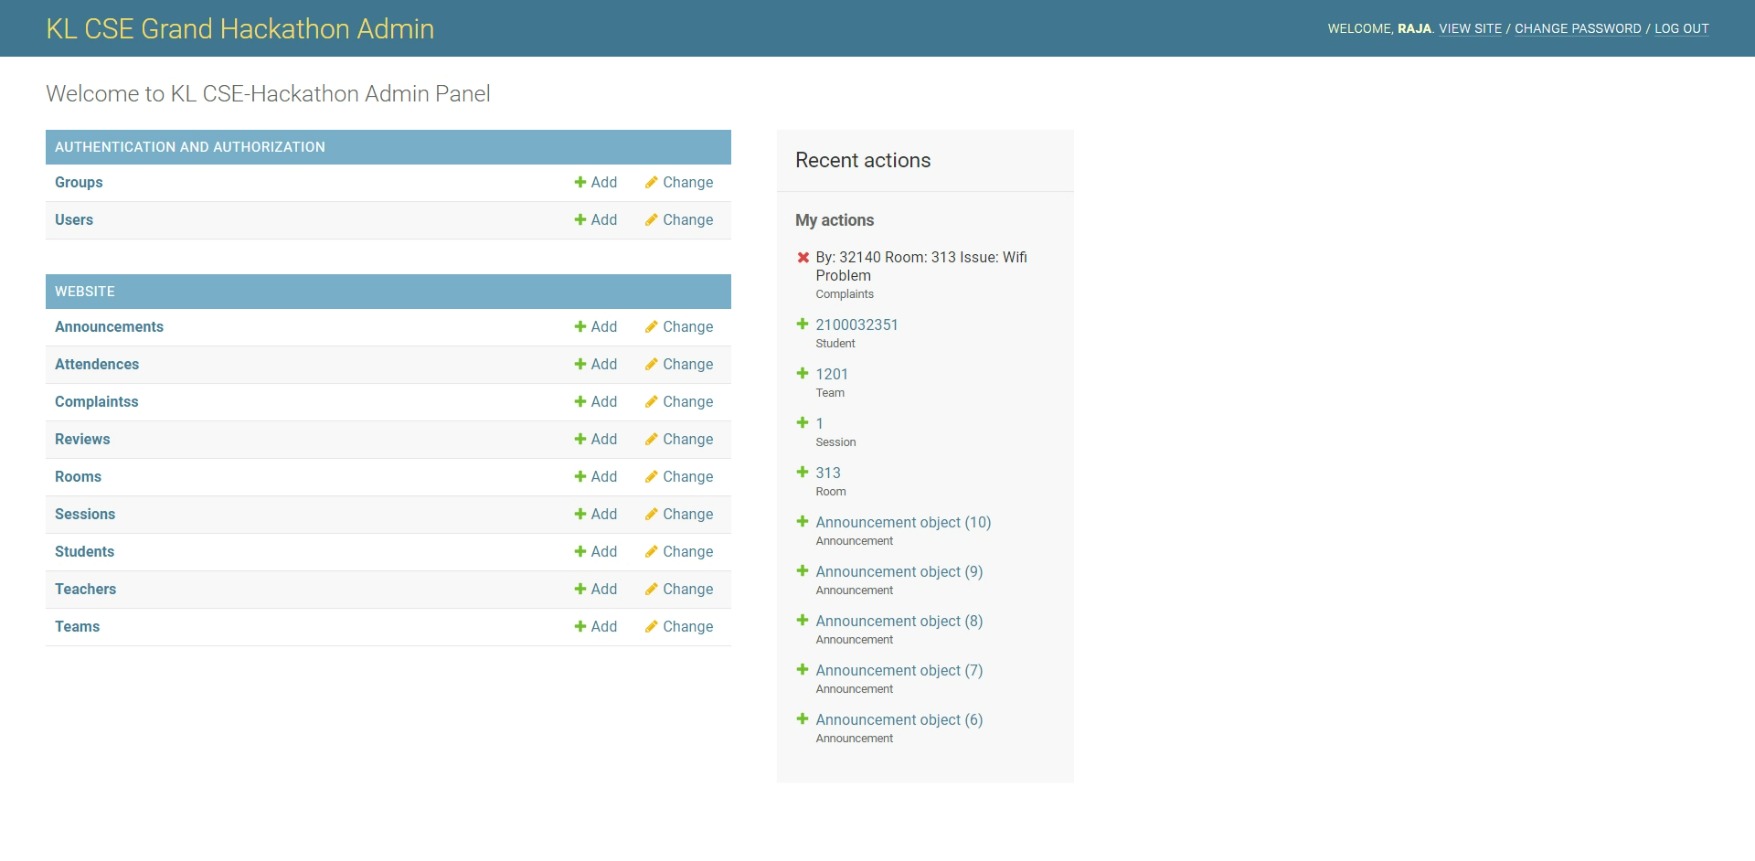 KL CSE Grand Hackathon Admin
WELCOME, RAJA. VIEW SITE / CHANGE PASSWORD / LOG OUT
Welcome to KL CSE-Hackathon Admin Panel
AUTHENTICATION AND AUTHORIZATION
Groups Add Change
Users Add Change
WEBSITE
Announcements Add Change
Attendences Add Change
Complaintss Add Change
Reviews Add Change
Rooms Add Change
Sessions Add Change
Students Add Change
Teachers Add Change
Teams Add Change
Recent actions
My actions
By: 32140 Room: 313 Issue: Wifi
Problem
Complaints
2100032351
Student
1201
Team
1
Session
313
Room
Announcement object (10)
Announcement
Announcement object (9)
Announcement
Announcement object (8)
Announcement
Announcement object (7)
Announcement
Announcement object (6)
Announcement